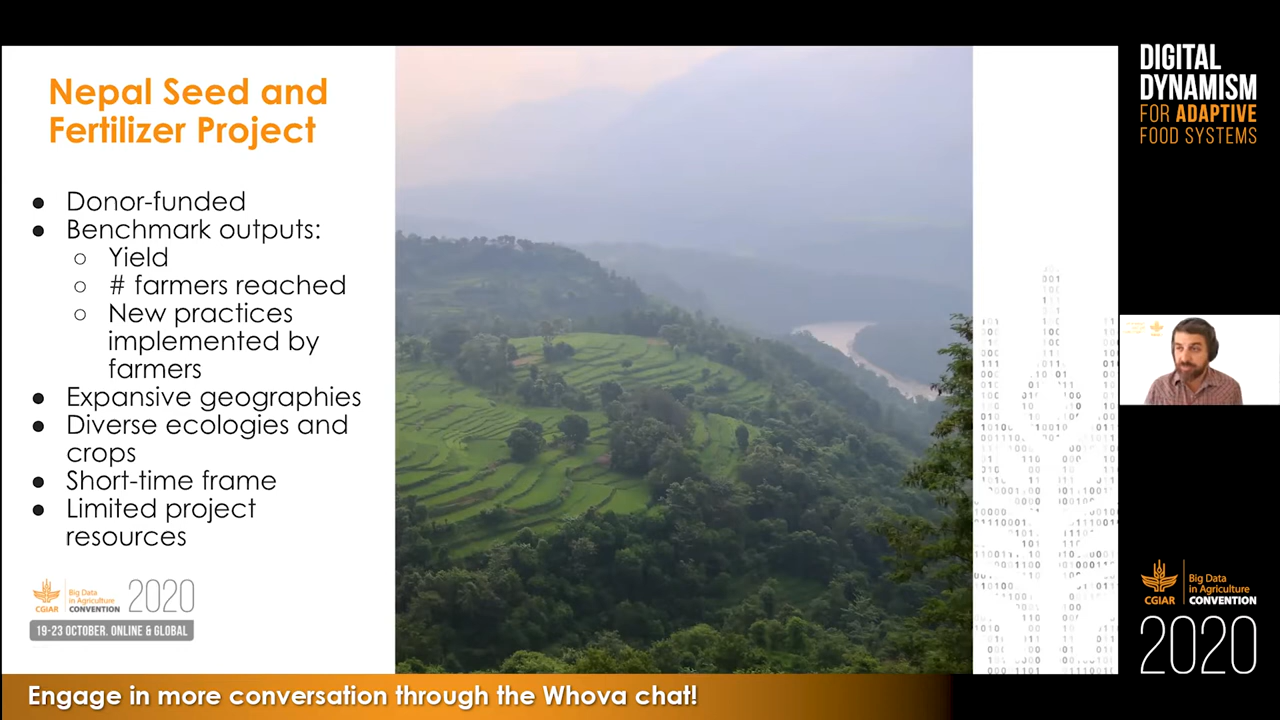 Nepal Seed and
Fertilizer Project
● Donor-funded
● Benchmark outputs:
○ Yield
○ # farmers reached
○ New practices
implemented by
farmers
● Expansive geographies
● Diverse ecologies and
crops
● Short-time frame
● Limited project
resources
CGIAR
Big Data
in Agriculture
CONVENTION
2020
19-23 OCTOBER. ONLINE & GLOBAL
Engage in more conversation through the Whova chat!
DIGITAL
DYNAMISM
FOR ADAPTIVE
FOOD SYSTEMS
CGIAR
Big Data
in Agriculture
CONVENTION
2020